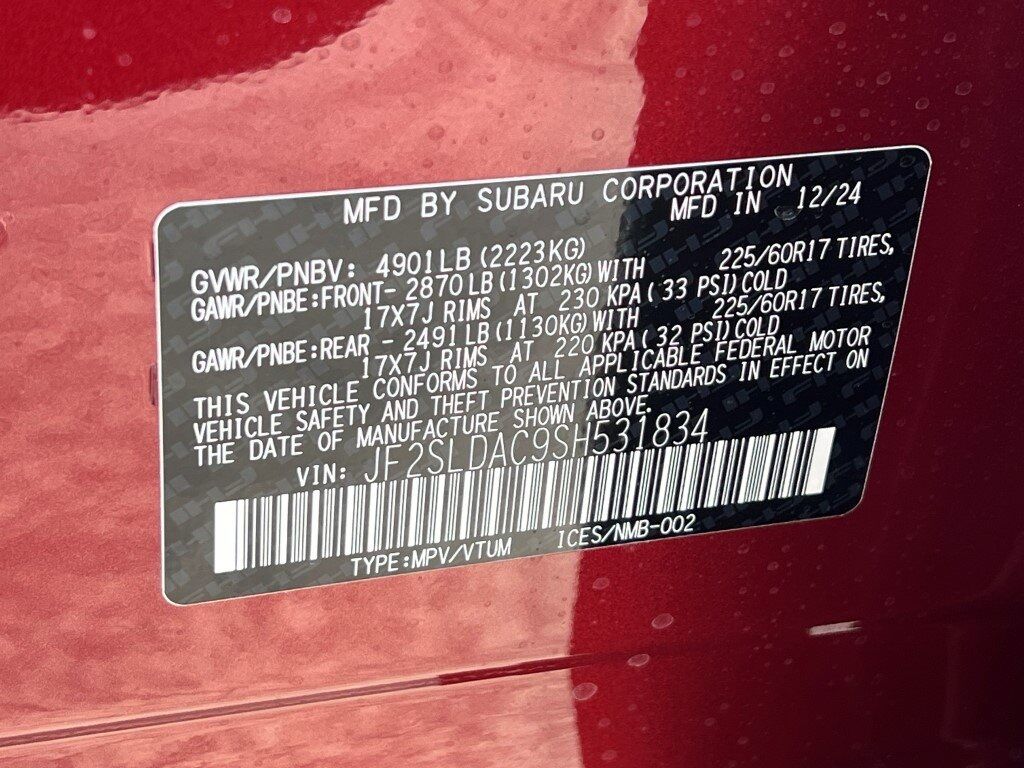 MFD BY SUBARU CORPORATION
MFD IN 12/24
GVWR/PNBV: 4901LB (2223KG)
GAWR/PNBE:FRONT- 2870LB (1302KG)WITH 225/60R17 TIRES,
17X7J RIMS AT 230 KPA( 33 PSI)COLD
GAWR/PNBE:REAR - 2491LB (1130KG)WITH 225/60R17 TIRES,
17X7J RIMS AT 220 KPA( 32 PSI)COLD
THIS VEHICLE CONFORMS TO ALL APPLICABLE FEDERAL MOTOR
VEHICLE SAFETY AND THEFT PREVENTION STANDARDS IN EFFECT ON
THE DATE OF MANUFACTURE SHOWN ABOVE.
VIN: JF2SLDAC9SH531834
TYPE:MPV/VTUM ICES/NMB-002